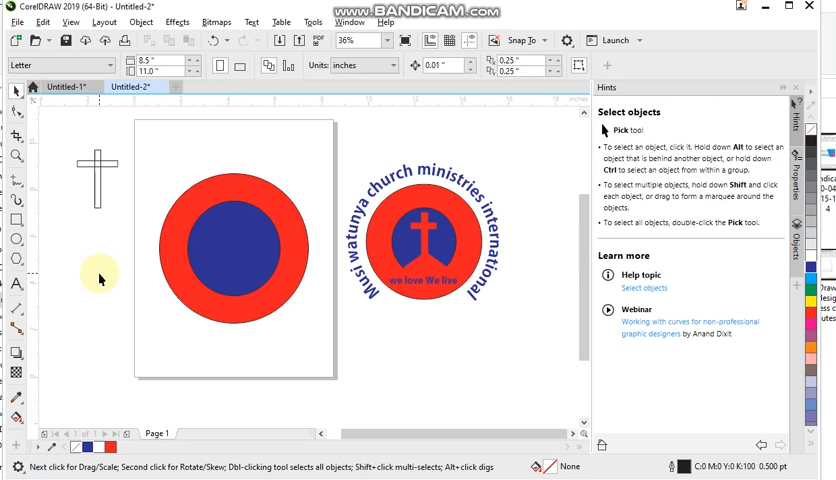 CorelDRAW 2019 (64-Bit) - Untitled-2*
WWW.BANDICAM.COM
File Edit View Layout Object Effects Bitmaps Text Table Tools Window Help
PDF 36% Snap To Launch
Letter 8.5" 11.0" Units: inches 0.01" 0.25" 0.25"
Untitled-1* Untitled-2*
inches
Hints
Select objects
Pick tool
• To select an object, click it. Hold down Alt to select an
object that is behind another object, or hold down
Ctrl to select an object from within a group.
• To select multiple objects, hold down Shift and click
each object, or drag to form a marquee around the
objects.
• To select all objects, double-click the Pick tool.
Learn more
Help topic
Select objects
Webinar
Working with curves for non-professional
graphic designers by Anand Dixit
Hints
Properties
Objects
Musi watunya church ministries international
we love We live
1 of 1 Page 1
Next click for Drag/Scale; Second click for Rotate/Skew; Dbl-clicking tool selects all objects; Shift+click multi-selects; Alt+click digs
None
C:0 M:0 Y:0 K:100 0.500 pt